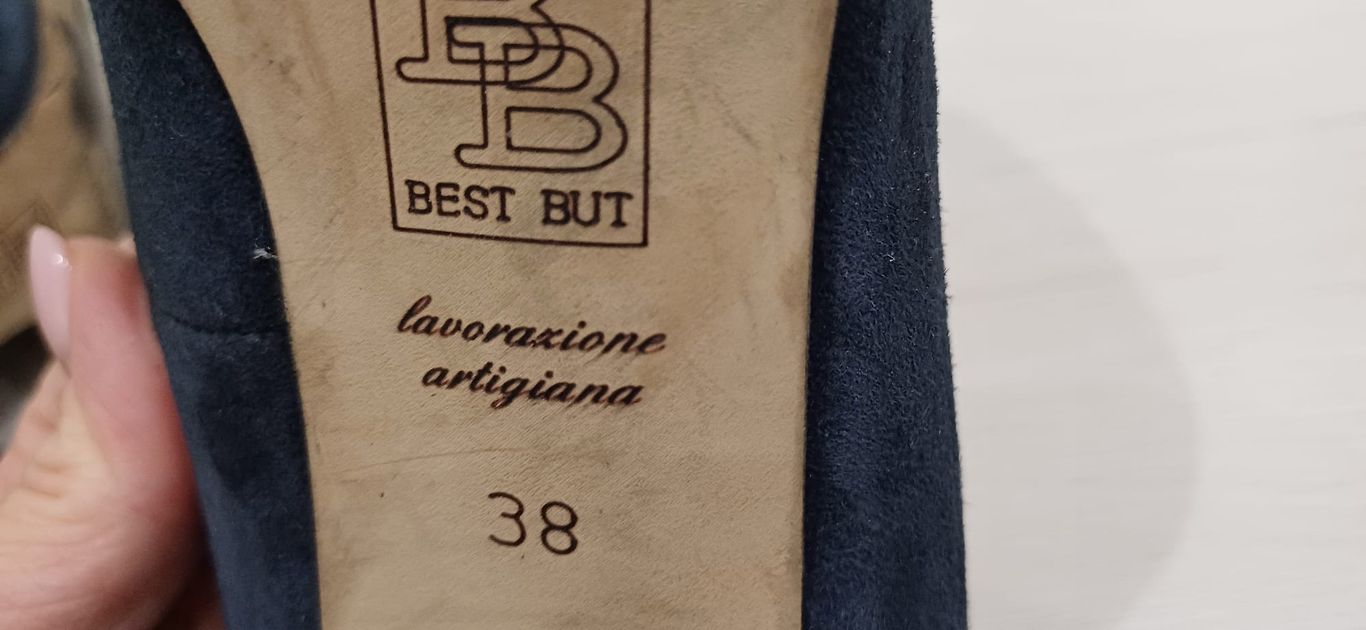 BB
BEST BUT
lavorazione
artigiana
38